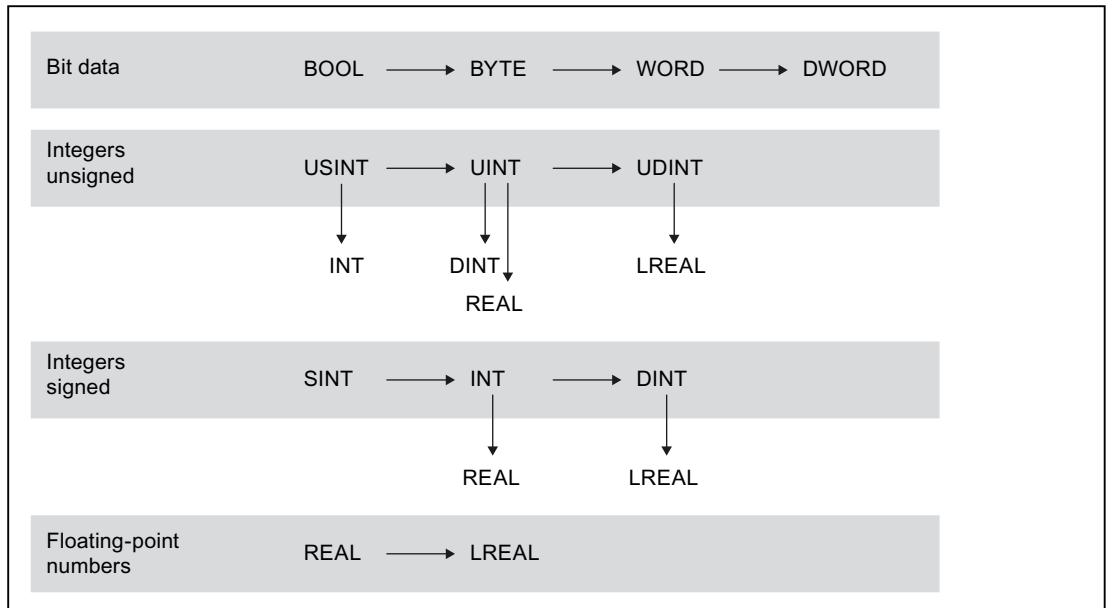 Bit data BOOL BYTE WORD DWORD
Integers
unsigned
USINT UINT UDINT
INT DINT LREAL
REAL
Integers
signed
SINT INT DINT
REAL LREAL
Floating-point
numbers
REAL LREAL